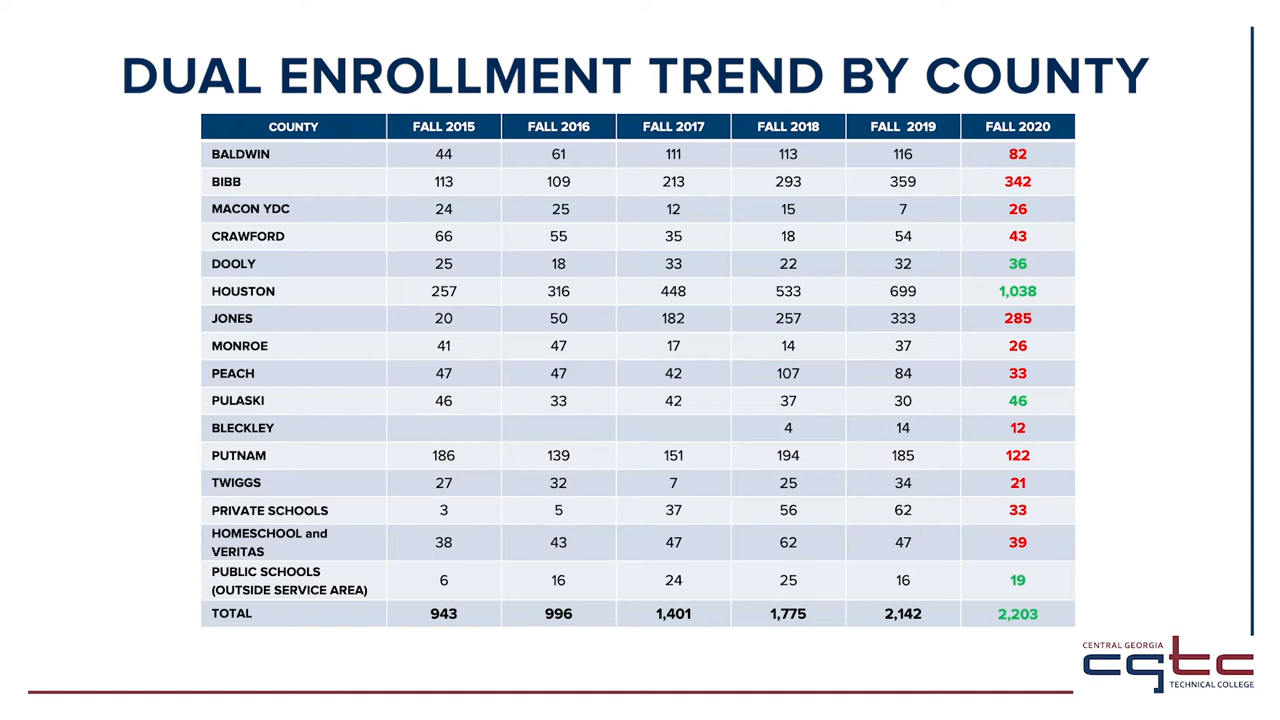 DUAL ENROLLMENT TREND BY COUNTY
COUNTY FALL 2015 FALL 2016 FALL 2017 FALL 2018 FALL 2019 FALL 2020
BALDWIN 44 61 111 113 116 82
BIBB 113 109 213 293 359 342
MACON YDC 24 25 12 15 7 26
CRAWFORD 66 55 35 18 54 43
DOOLY 25 18 33 22 32 36
HOUSTON 257 316 448 533 699 1,038
JONES 20 50 182 257 333 285
MONROE 41 47 17 14 37 26
PEACH 47 47 42 107 84 33
PULASKI 46 33 42 37 30 46
BLECKLEY 4 14 12
PUTNAM 186 139 151 194 185 122
TWIGGS 27 32 7 25 34 21
PRIVATE SCHOOLS 3 5 37 56 62 33
HOMESCHOOL and
VERITAS 38 43 47 62 47 39
PUBLIC SCHOOLS
(OUTSIDE SERVICE AREA) 6 16 24 25 16 19
TOTAL 943 996 1,401 1,775 2,142 2,203
CENTRAL GEORGIA
cgtc
TECHNICAL COLLEGE